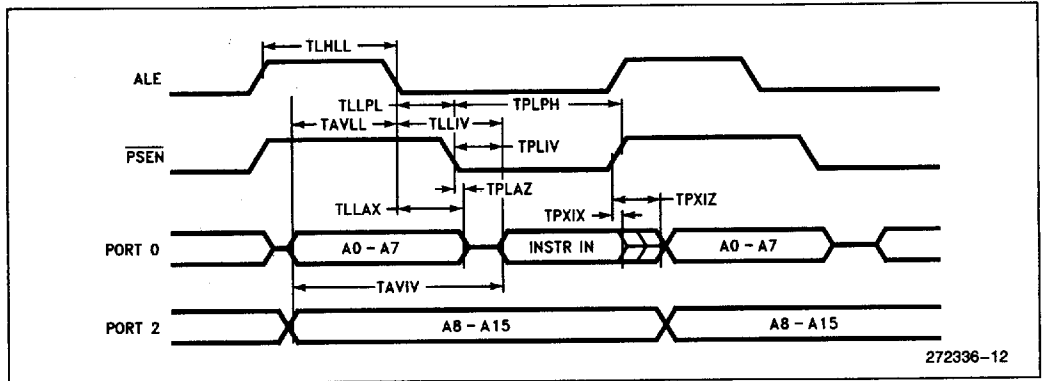 TLHLL
ALE
TLLPL
TPLPH
TAVLL
TLLIV
PSEN
TPLIV
TPLAZ
TLLAX
TPXIX
TPXIZ
PORT 0
A0 – A7
INSTR IN
A0 – A7
TAVIV
PORT 2
A8 – A15
A8 – A15
272336–12